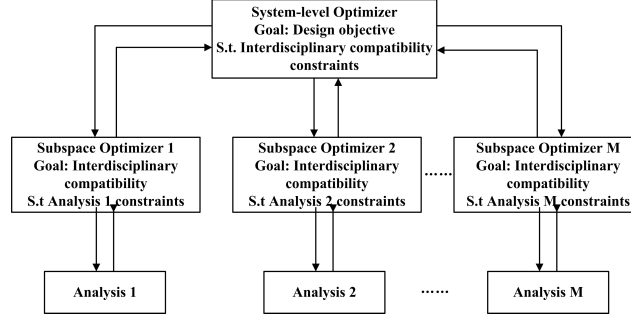 System-level Optimizer
Goal: Design objective
S.t. Interdisciplinary compatibility
constraints
Subspace Optimizer 1
Goal: Interdisciplinary
compatibility
S.t Analysis 1 constraints
Subspace Optimizer 2
Goal: Interdisciplinary
compatibility
S.t Analysis 2 constraints
……
Subspace Optimizer M
Goal: Interdisciplinary
compatibility
S.t Analysis M constraints
Analysis 1
Analysis 2
……
Analysis M